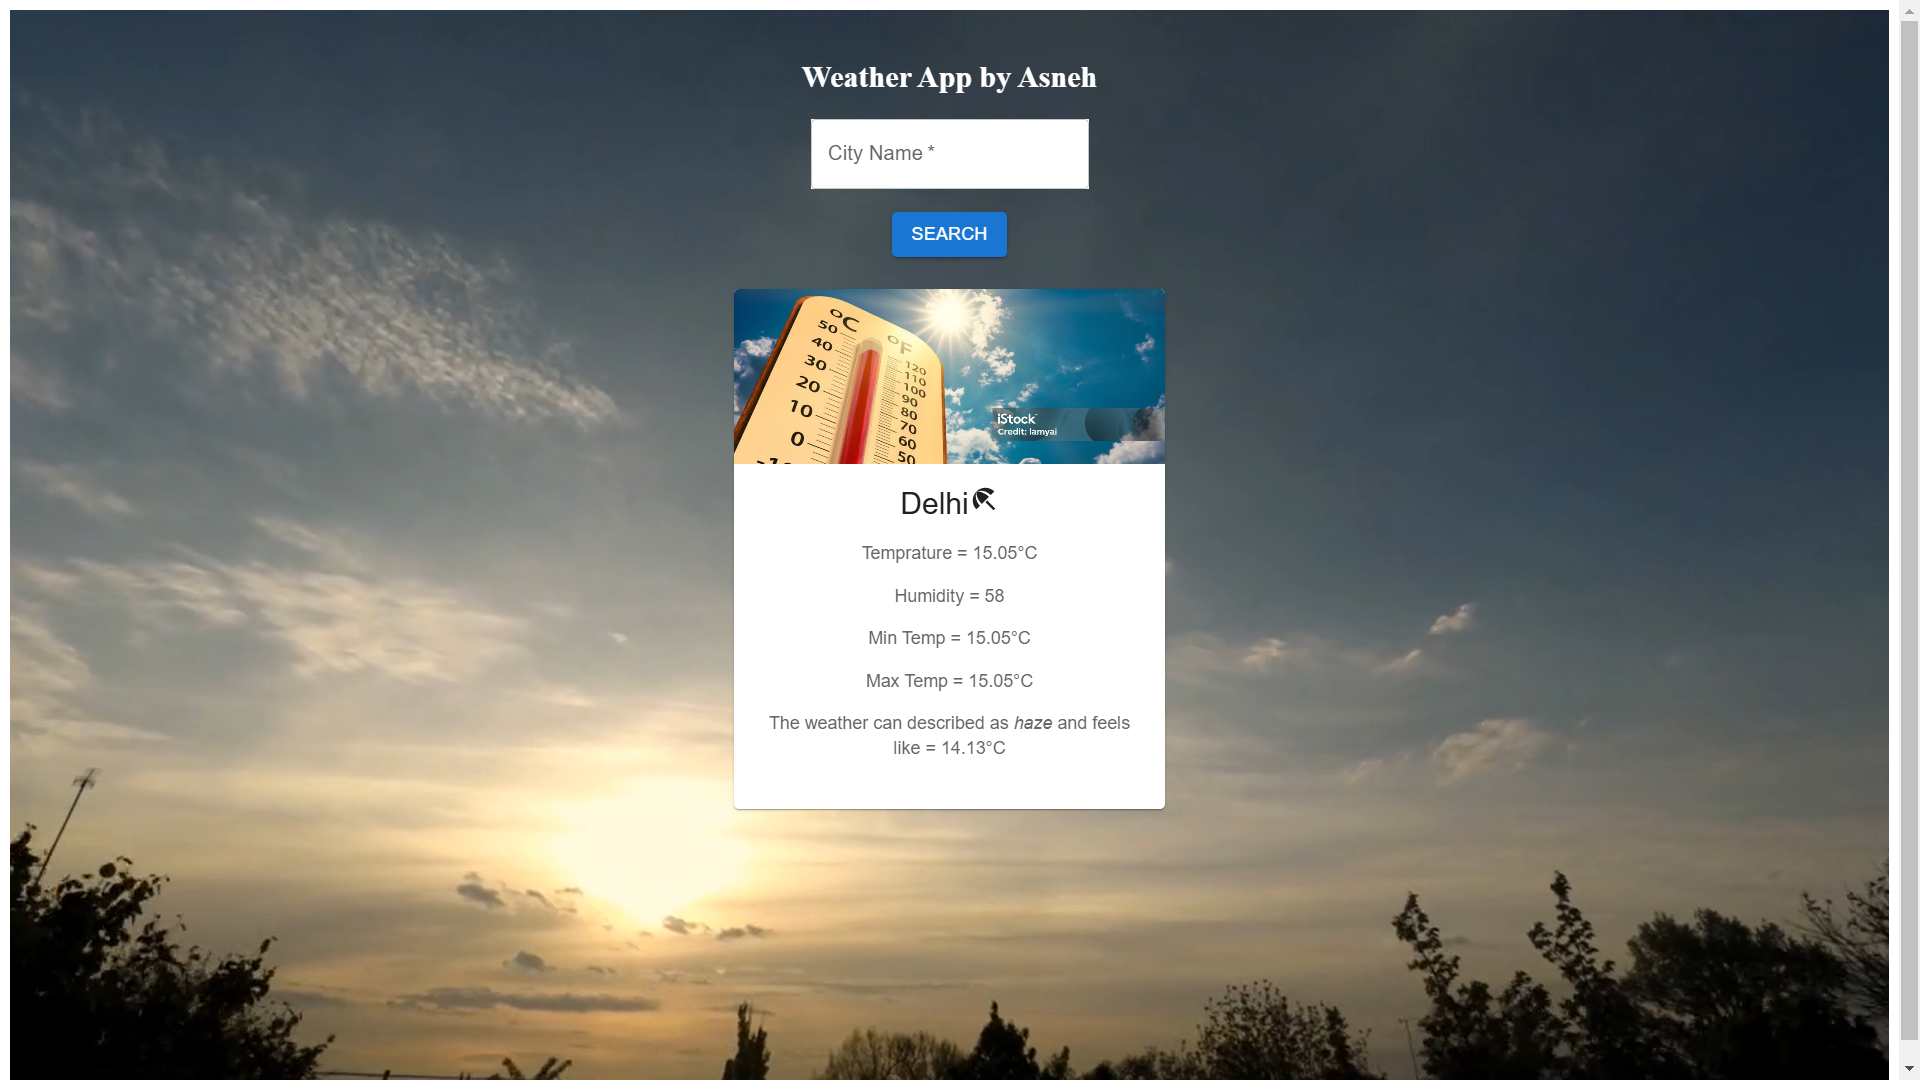 Weather App by Asneh
City Name *
SEARCH
°C
°F
50
40
30
20
10
0
-10
120
110
100
90
80
70
60
50
iStock
Credit: lamyai
Delhi
Temprature = 15.05°C
Humidity = 58
Min Temp = 15.05°C
Max Temp = 15.05°C
The weather can described as haze and feels
like = 14.13°C